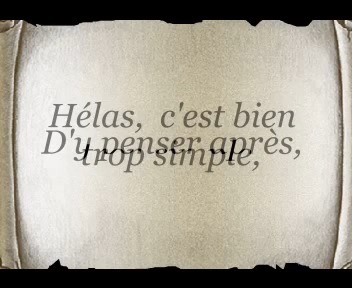 Hélas, c'est bien
D'y penser après,
trop simple,